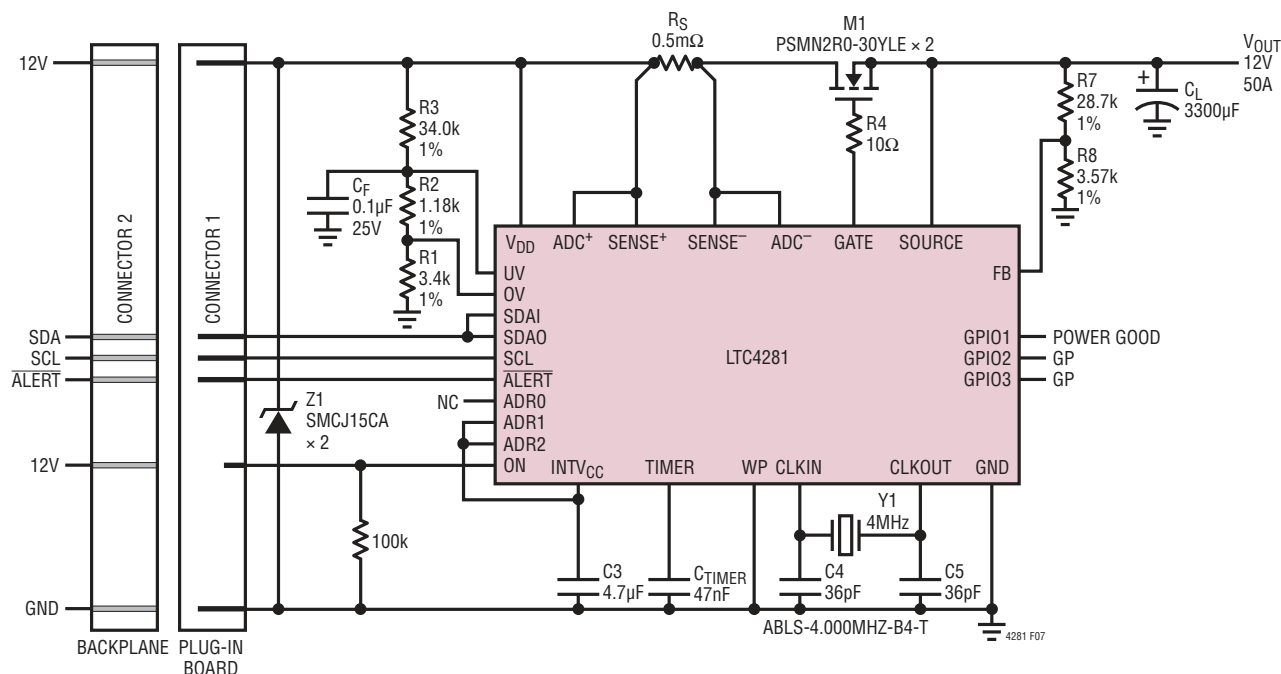 R_S
0.5mΩ
M1
PSMN2R0-30YLE × 2
V_OUT
12V
50A
12V
R3
34.0k
1%
R4
10Ω
R7
28.7k
1%
+
C_L
3300µF
C_F
0.1µF
25V
R2
1.18k
1%
R8
3.57k
1%
R1
3.4k
1%
CONNECTOR 2
CONNECTOR 1
V_DD
ADC⁺
SENSE⁺
SENSE⁻
ADC⁻
GATE
SOURCE
UV
OV
SDAI
SDAO
SCL
ALERT
ADR0
ADR1
ADR2
ON
FB
GPIO1
GPIO2
GPIO3
LTC4281
INTV_CC
TIMER
WP
CLKIN
CLKOUT
GND
POWER GOOD
GP
GP
SDA
SCL
ALERT
NC
Z1
SMCJ15CA
× 2
12V
100k
Y1
4MHz
C3
4.7µF
C_TIMER
47nF
C4
36pF
C5
36pF
GND
ABLS-4.000MHZ-B4-T
4281 F07
BACKPLANE
PLUG-IN
BOARD